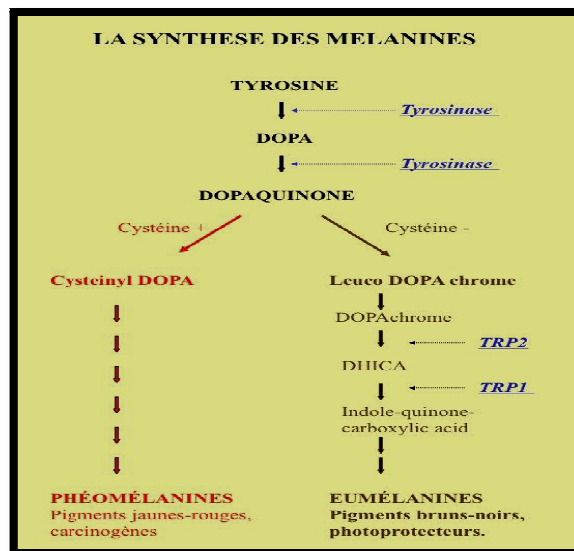 LA SYNTHESE DES MELANINES
TYROSINE
Tyrosinase
DOPA
Tyrosinase
DOPAQUINONE
Cystéine +
Cystéine -
Cysteinyl DOPA
Leuco DOPA chrome
DOPAchrome
TRP2
DHICA
TRP1
Indole-quinone-
carboxylic acid
PHÉOMÉLANINES
Pigments jaunes-rouges,
carcinogènes
EUMÉLANINES
Pigments bruns-noirs,
photoprotecteurs.